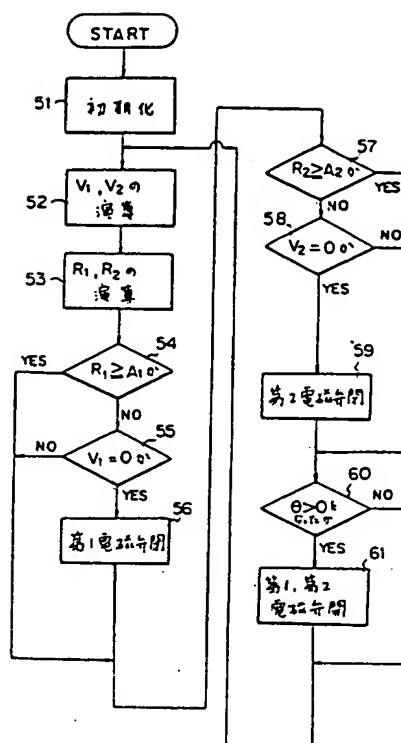 START
51
初期化
52
V₁, V₂の
演算
53
R₁, R₂の
演算
54
YES
R₁≧A₁か
NO
55
NO
V₁=0か
YES
56
第1電磁弁閉
57
R₂≧A₂か
YES
NO
58
V₂=0か
NO
YES
59
第2電磁弁閉
60
θ>0と
NO
YES
61
第1,第2
電磁弁開